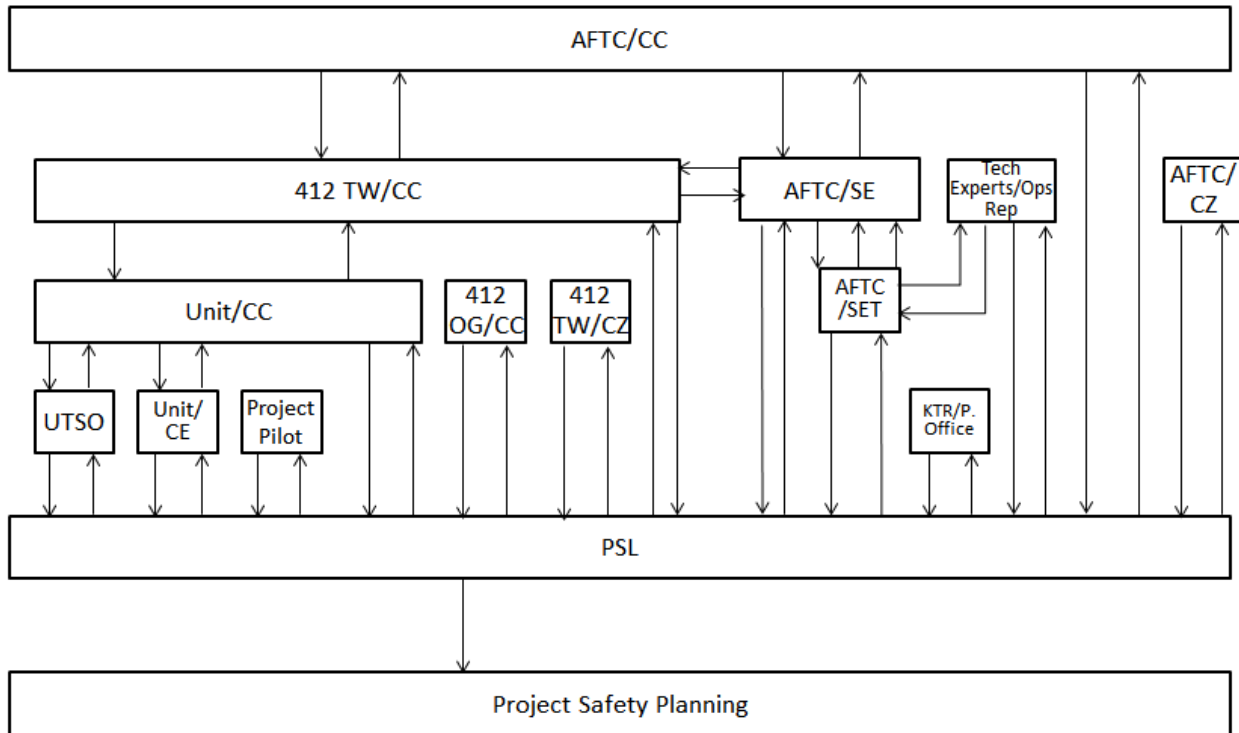 AFTC/CC
412 TW/CC
AFTC/SE
Tech
Experts/Ops
Rep
AFTC/
CZ
Unit/CC
412
OG/CC
412
TW/CZ
AFTC
/SET
UTSO
Unit/
CE
Project
Pilot
KTR/P.
Office
PSL
Project Safety Planning